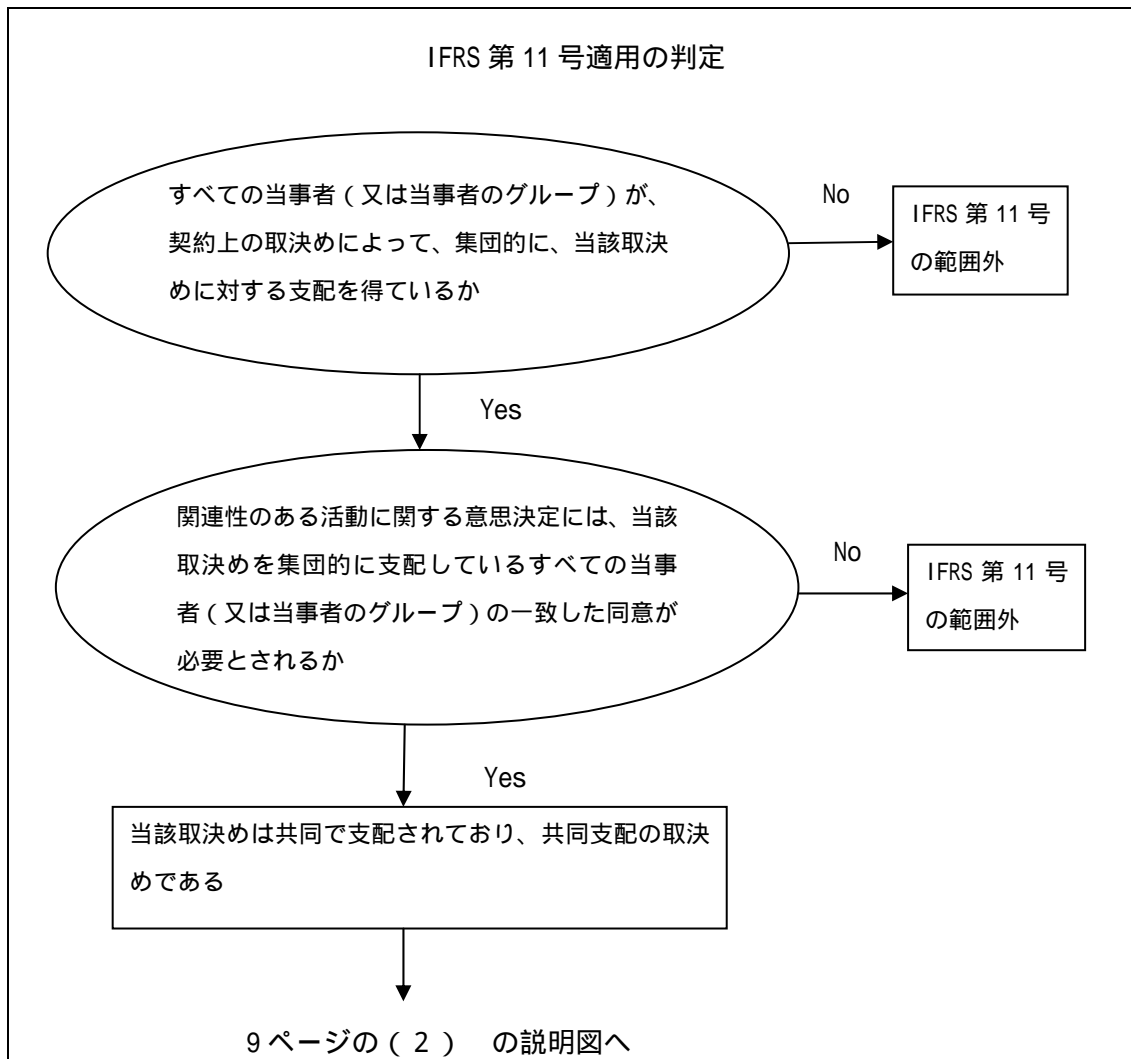 IFRS 第 11 号適用の判定
すべての当事者（又は当事者のグループ）が、
契約上の取決めによって、集団的に、当該取決
めに対する支配を得ているか
No
IFRS 第 11 号
の範囲外
Yes
関連性のある活動に関する意思決定には、当該
取決めを集団的に支配しているすべての当事
者（又は当事者のグループ）の一致した同意が
必要とされるか
No
IFRS 第 11 号
の範囲外
Yes
当該取決めは共同で支配されており、共同支配の取決
めである
9 ページの（２） の説明図へ